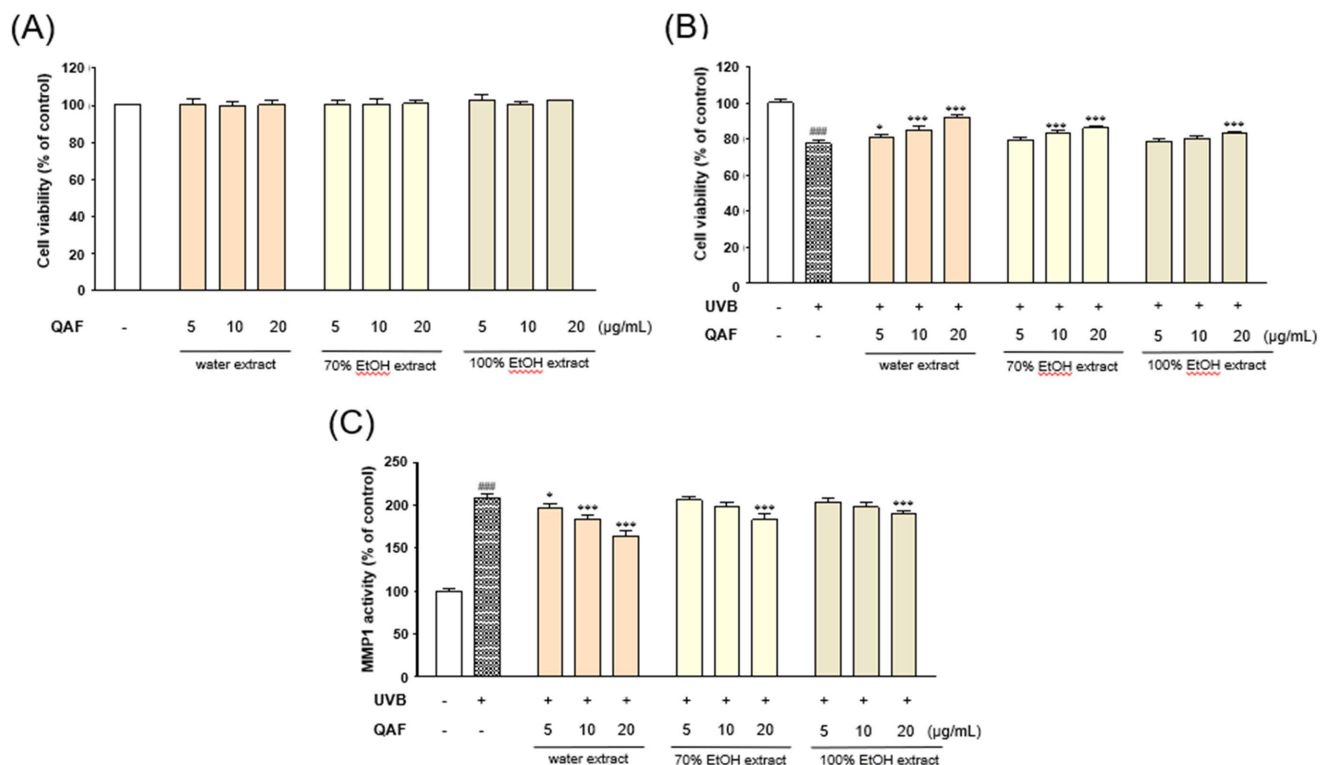 (A)
Cell viability (% of control)
120
100
80
60
40
20
0
QAF - 5 10 20 5 10 20 5 10 20 (µg/mL)
water extract 70% EtOH extract 100% EtOH extract
(B)
Cell viability (% of control)
120
100
80
60
40
20
0
### * *** *** *** *** ***
UVB - + + + + + + + + + +
QAF - - 5 10 20 5 10 20 5 10 20 (µg/mL)
water extract 70% EtOH extract 100% EtOH extract
(C)
MMP1 activity (% of control)
250
200
150
100
50
0
### * *** *** *** ***
UVB - + + + + + + + + + +
QAF - - 5 10 20 5 10 20 5 10 20 (µg/mL)
water extract 70% EtOH extract 100% EtOH extract